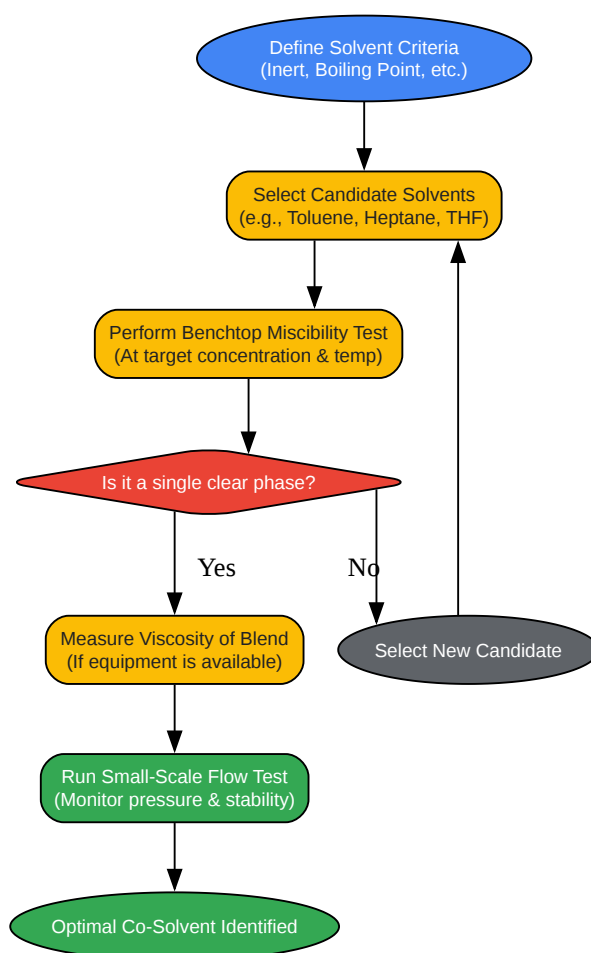 Define Solvent Criteria
(Inert, Boiling Point, etc.)
Select Candidate Solvents
(e.g., Toluene, Heptane, THF)
Perform Benchtop Miscibility Test
(At target concentration & temp)
Is it a single clear phase?
Yes
No
Measure Viscosity of Blend
(If equipment is available)
Select New Candidate
Run Small-Scale Flow Test
(Monitor pressure & stability)
Optimal Co-Solvent Identified